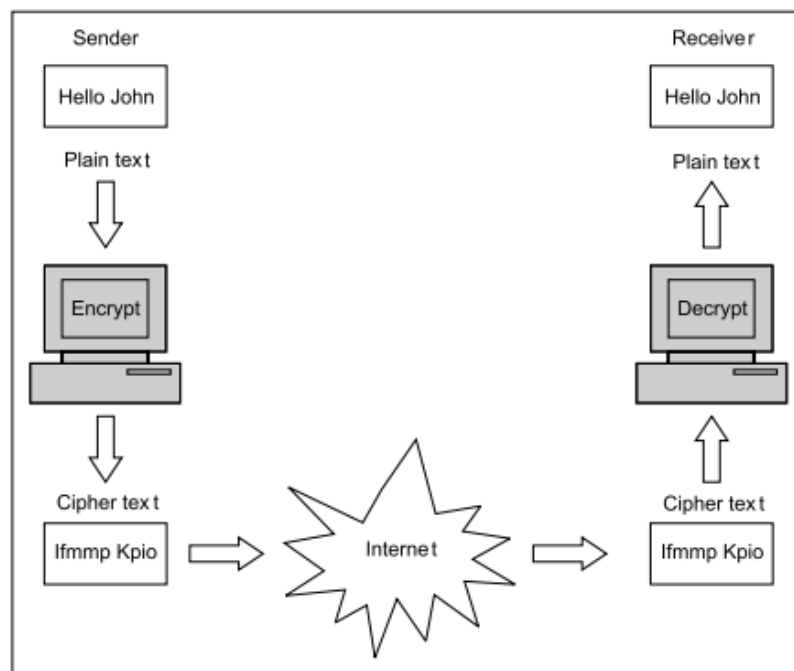 Sender
Hello John
Plain text
Encrypt
Cipher text
Ifmmp Kpio
Internet
Receiver
Hello John
Plain text
Decrypt
Cipher text
Ifmmp Kpio